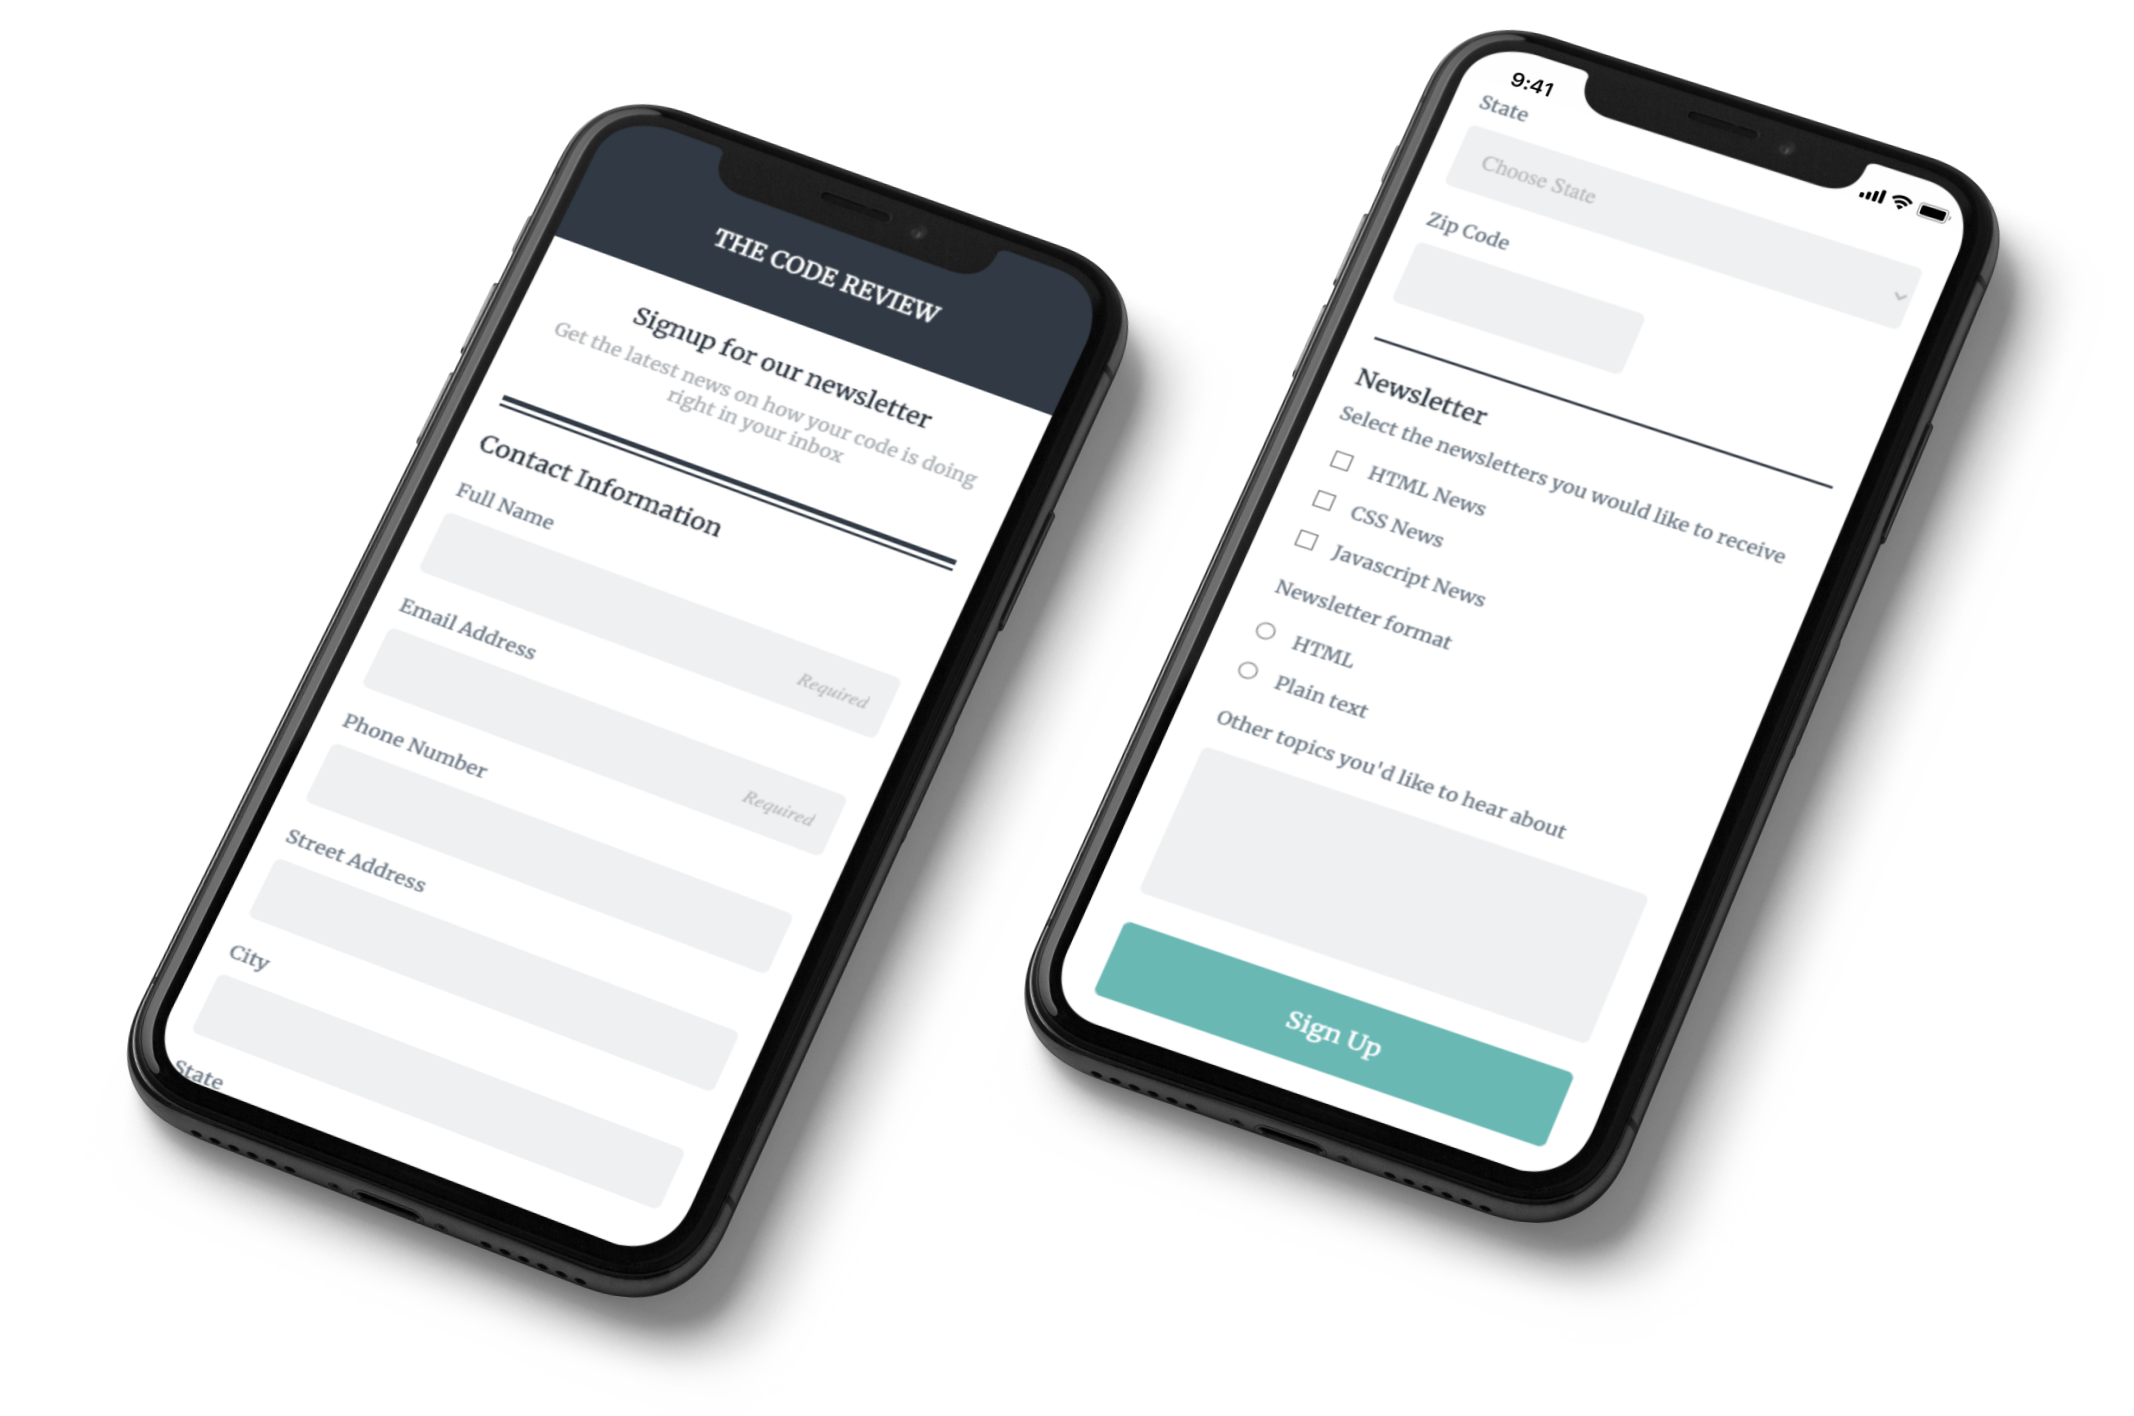 THE CODE REVIEW
Signup for our newsletter
Get the latest news on how your code is doing
right in your inbox
Contact Information
Full Name
Required
Email Address
Required
Phone Number
Street Address
City
State
9:41
State
Choose State
Zip Code
Newsletter
Select the newsletters you would like to receive
HTML News
CSS News
Javascript News
Newsletter format
HTML
Plain text
Other topics you'd like to hear about
Sign Up